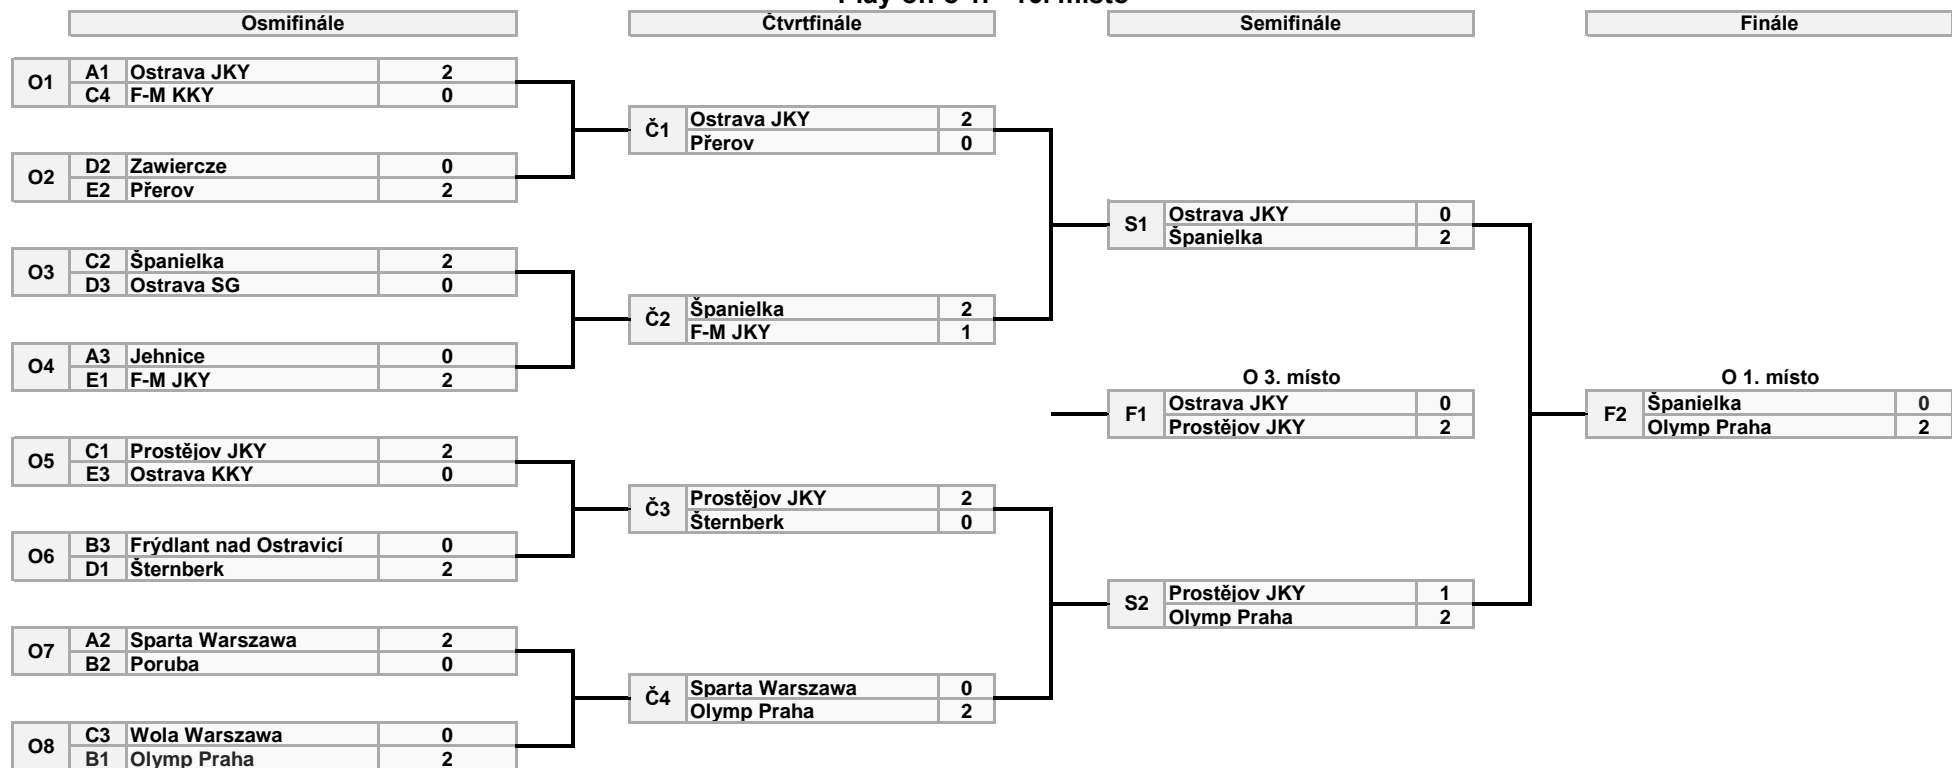 Osmifinále Čtvrtfinále Semifinále Finále
O1 A1 Ostrava JKY 2
C4 F-M KKY 0
O2 D2 Zawiercze 0
E2 Přerov 2
O3 C2 Španielka 2
D3 Ostrava SG 0
O4 A3 Jehnice 0
E1 F-M JKY 2
O5 C1 Prostějov JKY 2
E3 Ostrava KKY 0
O6 B3 Frýdlant nad Ostravicí 0
D1 Šternberk 2
O7 A2 Sparta Warszawa 2
B2 Poruba 0
O8 C3 Wola Warszawa 0
B1 Olymp Praha 2
Č1 Ostrava JKY 2
Přerov 0
Č2 Španielka 2
F-M JKY 1
Č3 Prostějov JKY 2
Šternberk 0
Č4 Sparta Warszawa 0
Olymp Praha 2
S1 Ostrava JKY 0
Španielka 2
O 3. místo
F1 Ostrava JKY 0
Prostějov JKY 2
S2 Prostějov JKY 1
Olymp Praha 2
O 1. místo
F2 Španielka 0
Olymp Praha 2